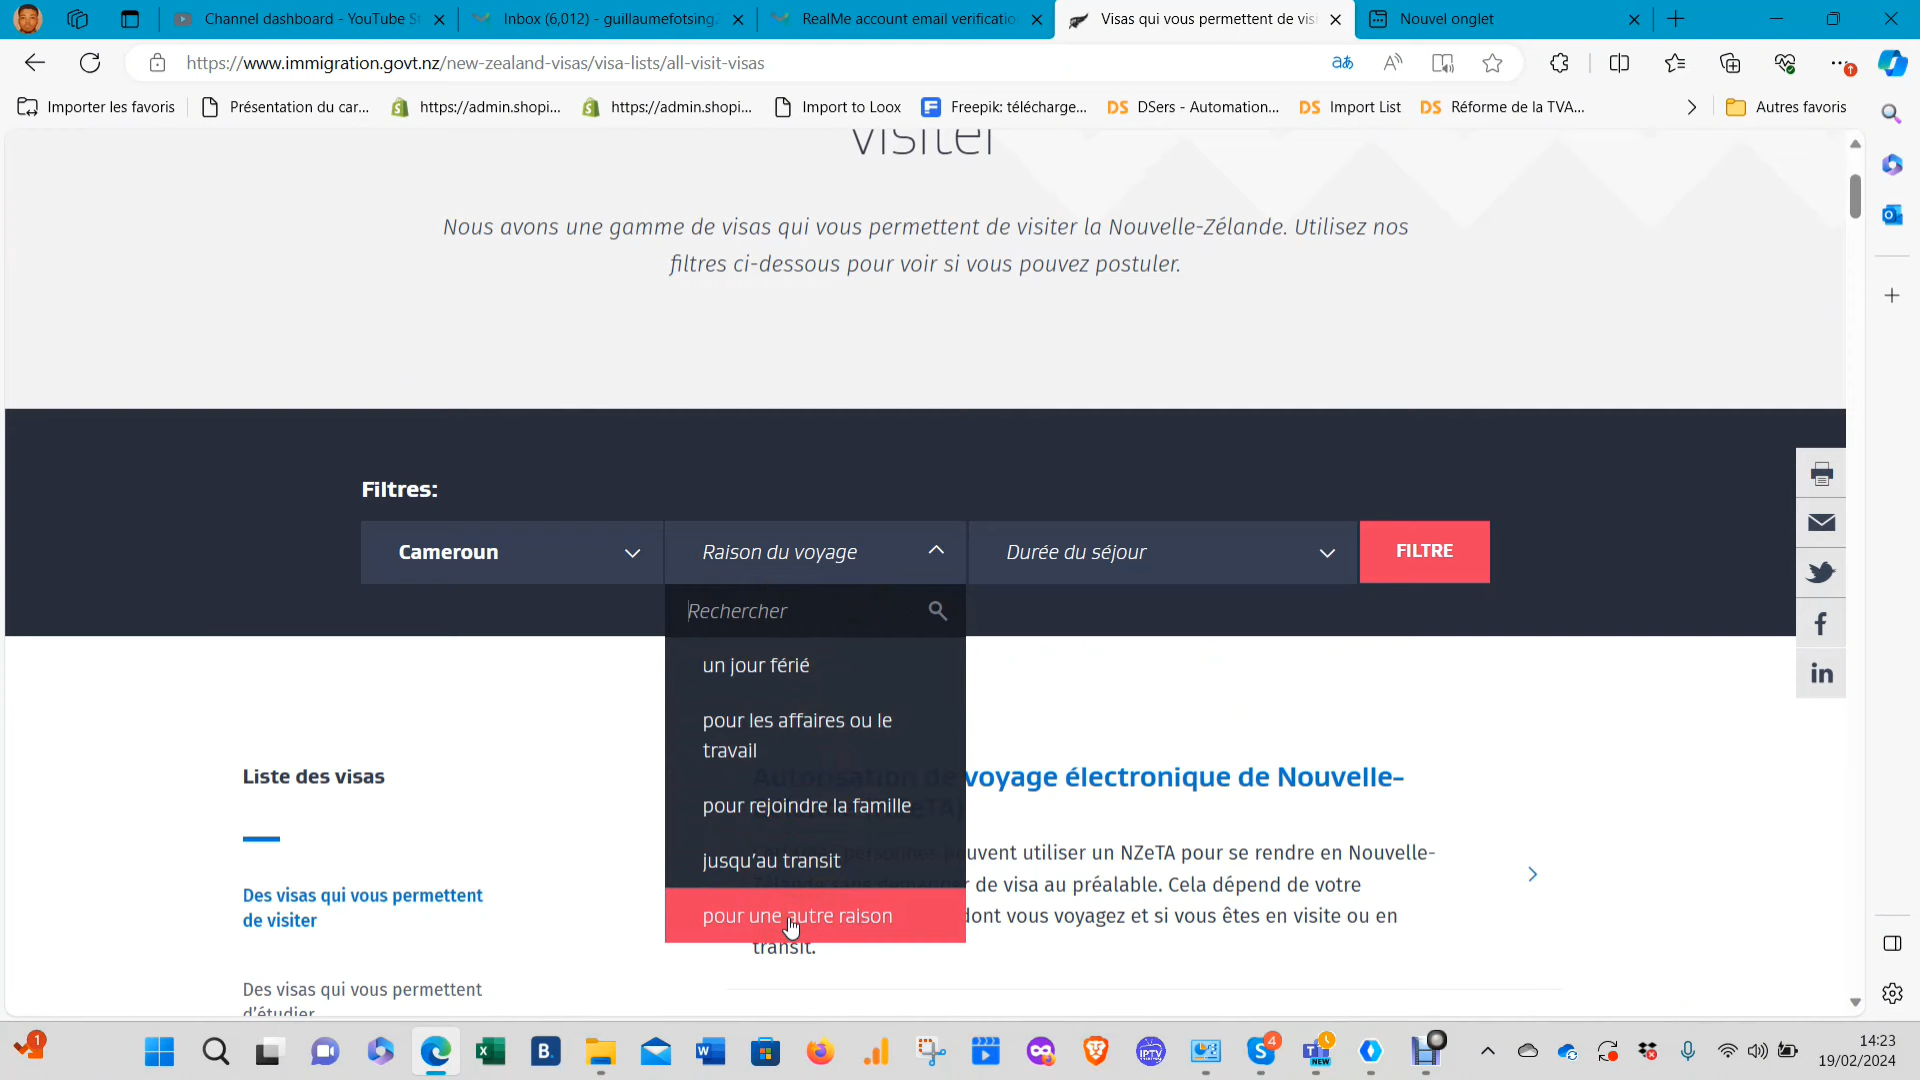 Channel dashboard - YouTube St
Inbox (6,012) - guillaumefotsing
RealMe account email verificatio
Visas qui vous permettent de visi
Nouvel onglet
https://www.immigration.govt.nz/new-zealand-visas/visa-lists/all-visit-visas
Importer les favoris
Présentation du car...
https://admin.shopi...
https://admin.shopi...
Import to Loox
Freepik: télécharge...
DSers - Automation...
Import List
Réforme de la TVA...
Autres favoris
visiter
Nous avons une gamme de visas qui vous permettent de visiter la Nouvelle-Zélande. Utilisez nos
filtres ci-dessous pour voir si vous pouvez postuler.
Filtres:
Cameroun
Raison du voyage
Durée du séjour
FILTRE
Rechercher
un jour férié
pour les affaires ou le
travail
pour rejoindre la famille
jusqu'au transit
pour une autre raison
Liste des visas
Des visas qui vous permettent
de visiter
Des visas qui vous permettent
d'étudier
Autorisation de voyage électronique de Nouvelle-
peuvent utiliser un NZeTA pour se rendre en Nouvelle-
de visa au préalable. Cela dépend de votre
dont vous voyagez et si vous êtes en visite ou en
transit.
14:23
19/02/2024